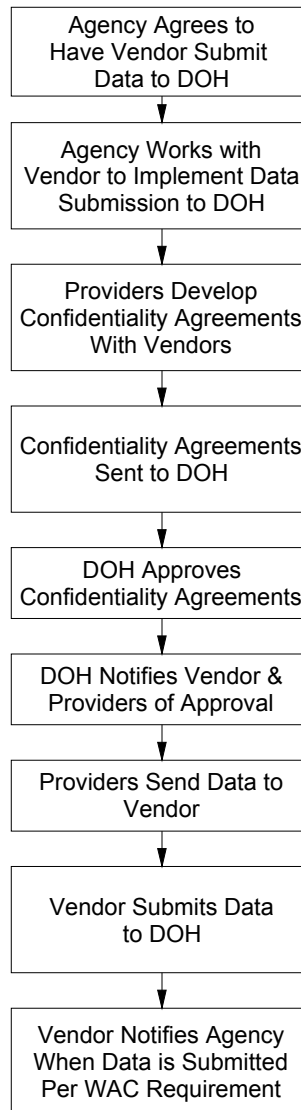 Agency Agrees to
Have Vendor Submit
Data to DOH
Agency Works with
Vendor to Implement Data
Submission to DOH
Providers Develop
Confidentiality Agreements
With Vendors
Confidentiality Agreements
Sent to DOH
DOH Approves
Confidentiality Agreements
DOH Notifies Vendor &
Providers of Approval
Providers Send Data to
Vendor
Vendor Submits Data
to DOH
Vendor Notifies Agency
When Data is Submitted
Per WAC Requirement